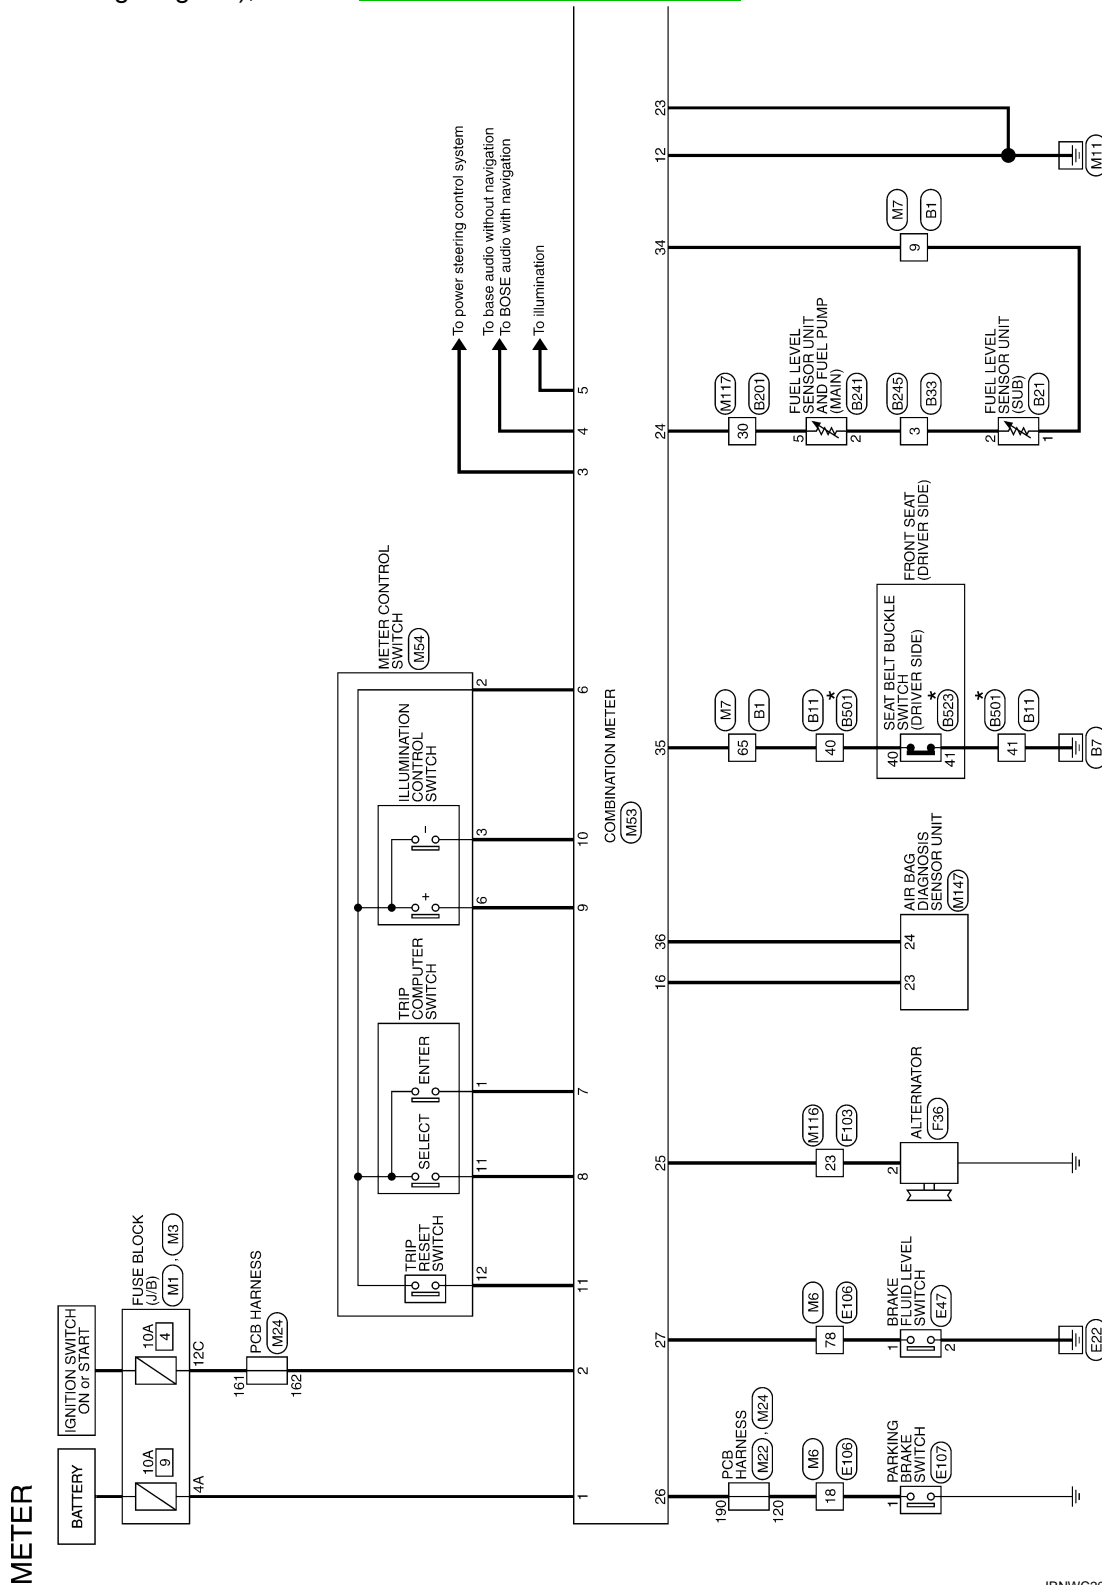 METER
BATTERY
IGNITION SWITCH
ON or START
FUSE BLOCK
(J/B)
M1 , M3
10A
9
10A
4
4A
12C
161
162
PCB HARNESS
M24
METER CONTROL
SWITCH
M54
TRIP
RESET
SWITCH
TRIP
COMPUTER
SWITCH
SELECT
ENTER
ILLUMINATION
CONTROL
SWITCH
+
−
12
11
1
6
3
2
To power steering control system
To base audio without navigation
To BOSE audio with navigation
To illumination
1
2
11
8
7
9
10
6
3
4
5
COMBINATION METER
M53
26
27
25
16
36
35
24
34
12
23
190
120
PCB
HARNESS
M22 , M24
18
M6
E106
PARKING
BRAKE
SWITCH
E107
1
78
M6
E106
BRAKE
FLUID LEVEL
SWITCH
E47
1
2
E22
23
M116
F103
ALTERNATOR
F36
2
23
24
AIR BAG
DIAGNOSIS
SENSOR UNIT
M147
65
M7
B1
40
B11
*
B501
40
41
SEAT BELT BUCKLE
SWITCH
(DRIVER SIDE)
*
B523
FRONT SEAT
(DRIVER SIDE)
41
*
B501
B11
B7
30
M117
B201
5
2
FUEL LEVEL
SENSOR UNIT
AND FUEL PUMP
(MAIN)
B241
3
B245
B33
2
1
FUEL LEVEL
SENSOR UNIT
(SUB)
B21
9
M7
B1
M11